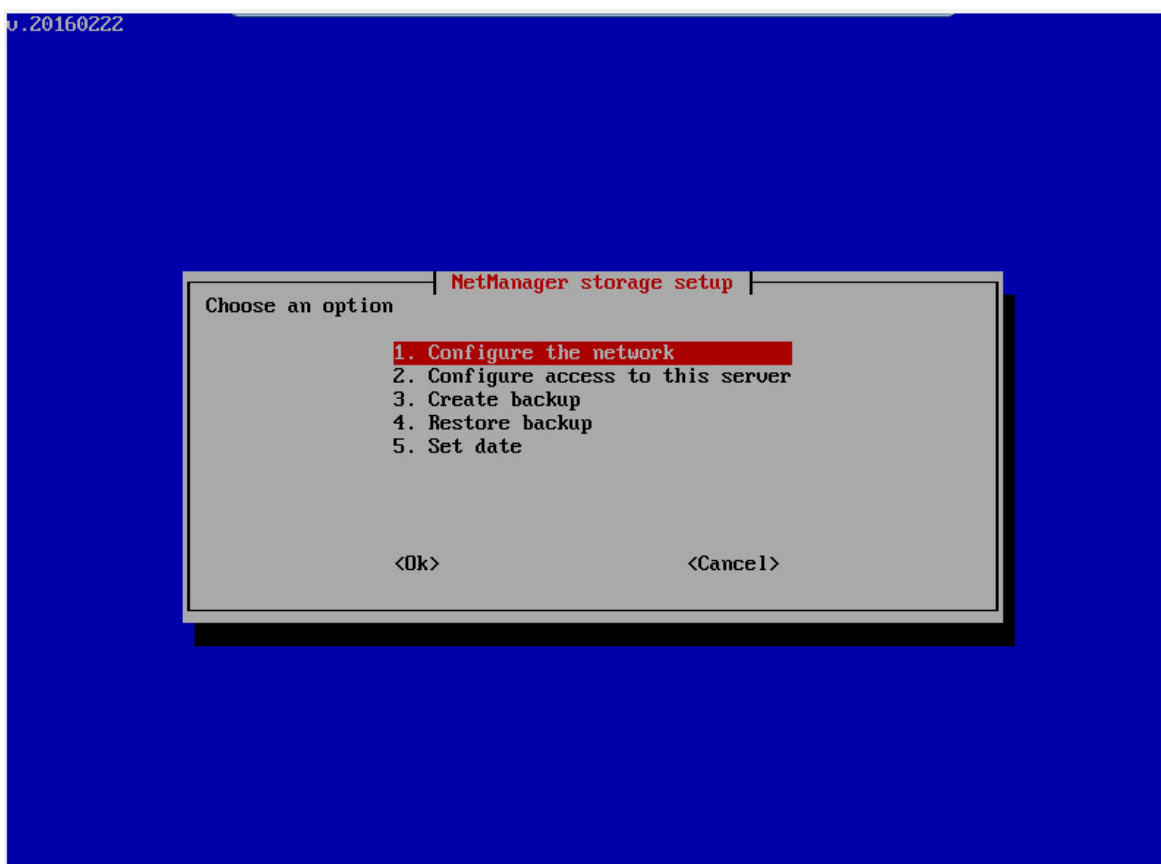 v.20160222
NetManager storage setup
Choose an option
1. Configure the network
2. Configure access to this server
3. Create backup
4. Restore backup
5. Set date
<Ok> <Cancel>